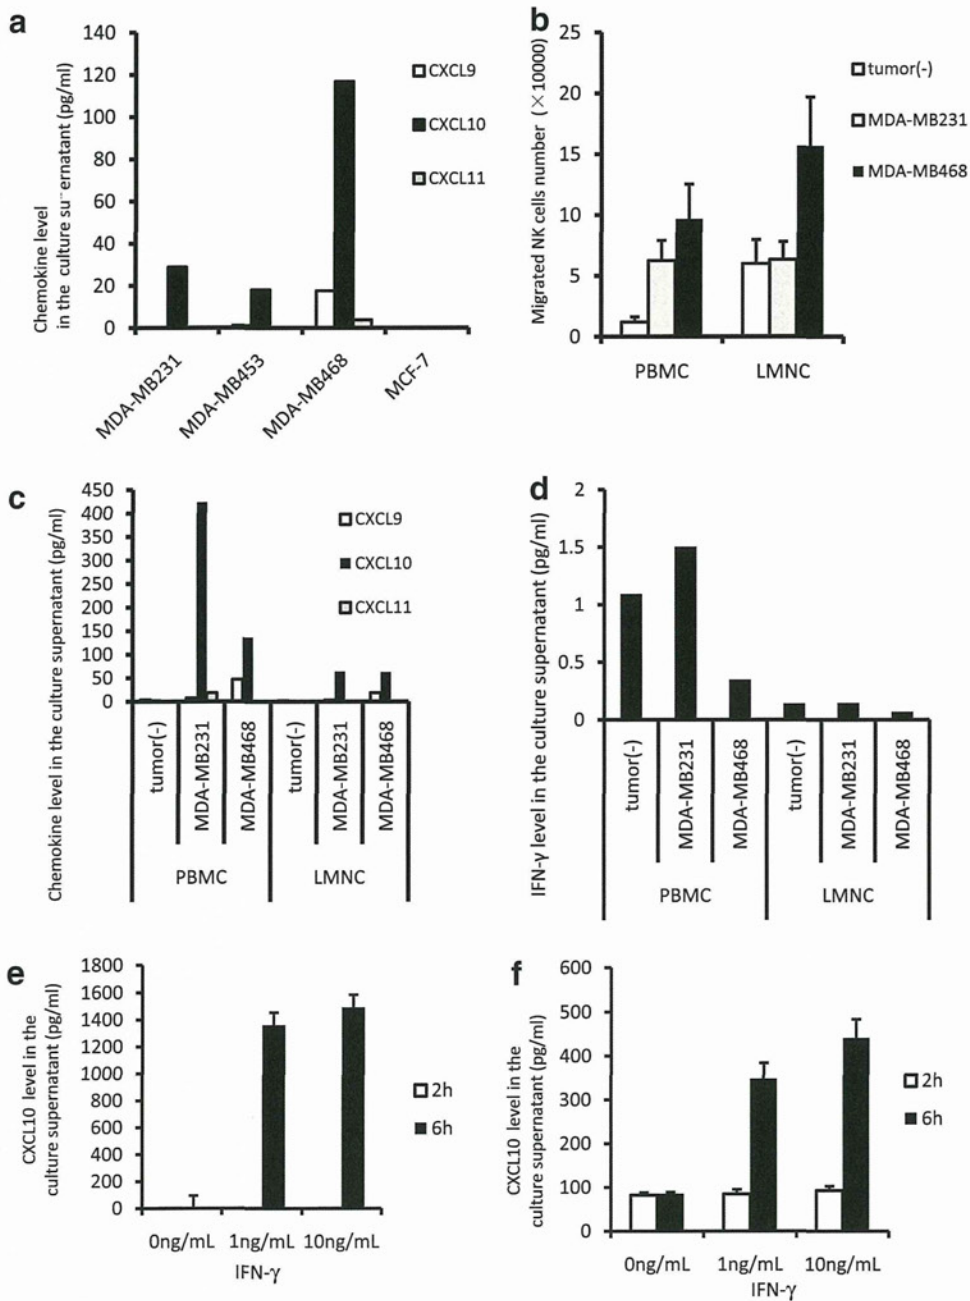 a
140
120
100
80
60
40
20
0
Chemokine level
in the culture su ernatant (pg/ml)
CXCL9
CXCL10
CXCL11
MDA-MB231
MDA-MB453
MDA-MB468
MCF-7
b
25
20
15
10
5
0
Migrated NK cells number (×10000)
tumor(-)
MDA-MB231
MDA-MB468
PBMC
LMNC
c
450
400
350
300
250
200
150
100
50
0
Chemokine level in the culture supernatant (pg/ml)
CXCL9
CXCL10
CXCL11
tumor(-)
MDA-MB231
MDA-MB468
tumor(-)
MDA-MB231
MDA-MB468
PBMC
LMNC
d
2
1.5
1
0.5
0
IFN-γ level in the culture supernatant (pg/ml)
tumor(-)
MDA-MB231
MDA-MB468
tumor(-)
MDA-MB231
MDA-MB468
PBMC
LMNC
e
1800
1600
1400
1200
1000
800
600
400
200
0
CXCL10 level in the
culture supernatant (pg/ml)
2h
6h
0ng/mL 1ng/mL 10ng/mL
IFN-γ
f
600
500
400
300
200
100
0
CXCL10 level in the
culture supernatant (pg/ml)
2h
6h
0ng/mL 1ng/mL 10ng/mL
IFN-γ